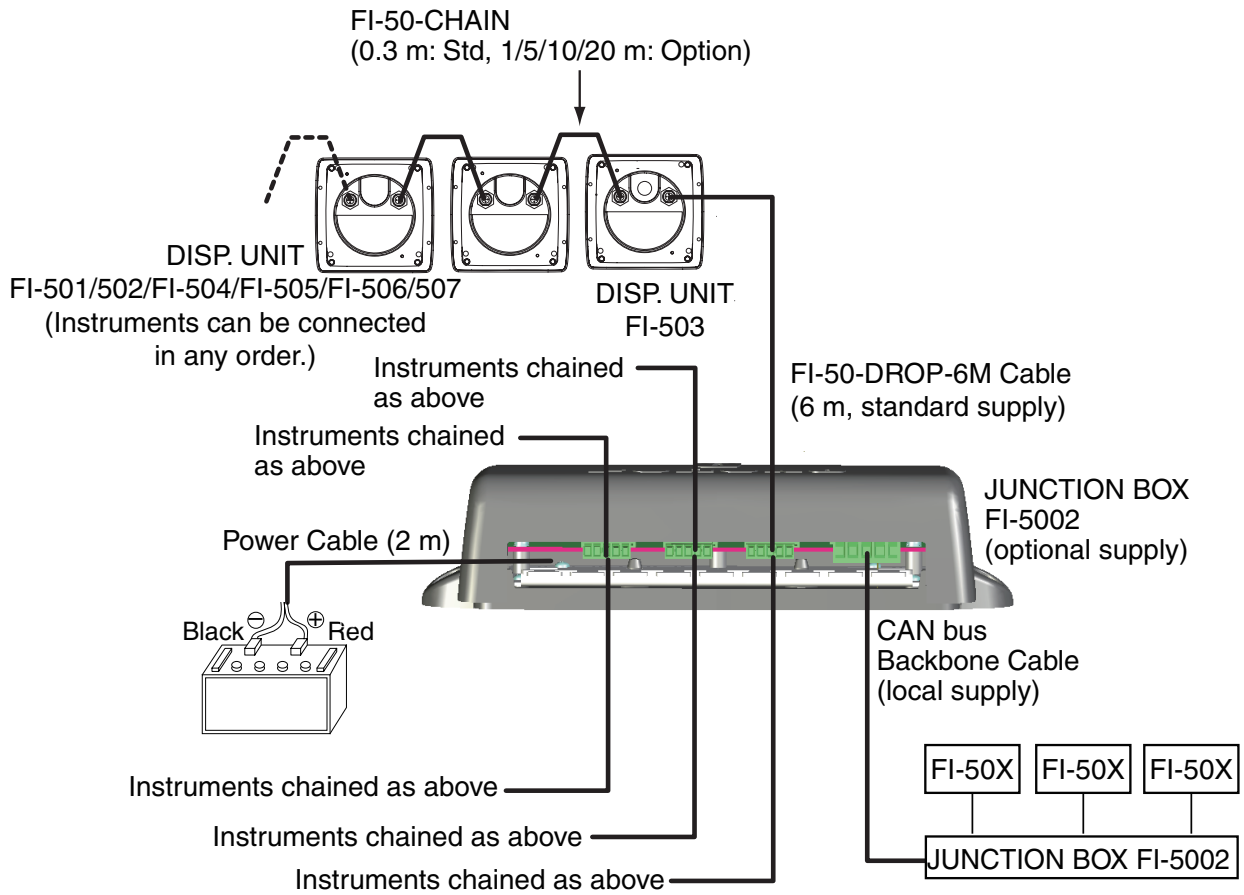 FI-50-CHAIN
(0.3 m: Std, 1/5/10/20 m: Option)
DISP. UNIT
FI-501/502/FI-504/FI-505/FI-506/507
(Instruments can be connected
in any order.)
DISP. UNIT
FI-503
Instruments chained
as above
FI-50-DROP-6M Cable
(6 m, standard supply)
Instruments chained
as above
JUNCTION BOX
FI-5002
(optional supply)
Power Cable (2 m)
Black
Red
CAN bus
Backbone Cable
(local supply)
Instruments chained as above
Instruments chained as above
Instruments chained as above
FI-50X
FI-50X
FI-50X
JUNCTION BOX FI-5002